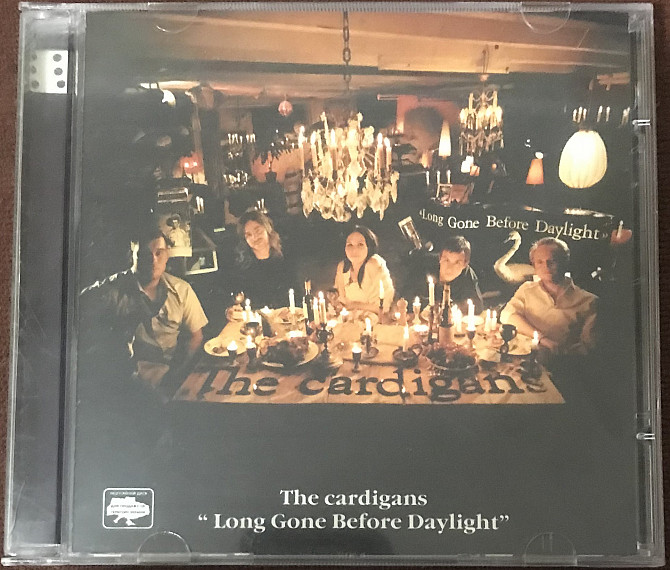 “Long Gone Before Daylight”
The cardigans
The cardigans
“ Long Gone Before Daylight”